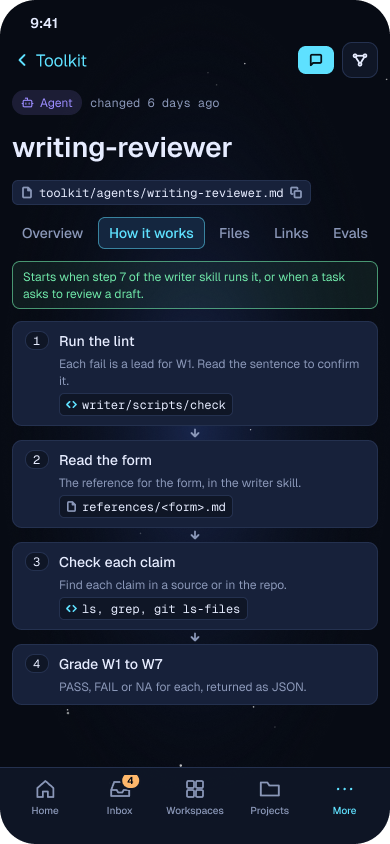 9:41
Toolkit
Agent changed 6 days ago
writing-reviewer
toolkit/agents/writing-reviewer.md
Overview How it works Files Links Evals
Starts when step 7 of the writer skill runs it, or when a task
asks to review a draft.
1 Run the lint
Each fail is a lead for W1. Read the sentence to confirm
it.
writer/scripts/check
2 Read the form
The reference for the form, in the writer skill.
references/<form>.md
3 Check each claim
Find each claim in a source or in the repo.
ls, grep, git ls-files
4 Grade W1 to W7
PASS, FAIL or NA for each, returned as JSON.
4
Home Inbox Workspaces Projects More